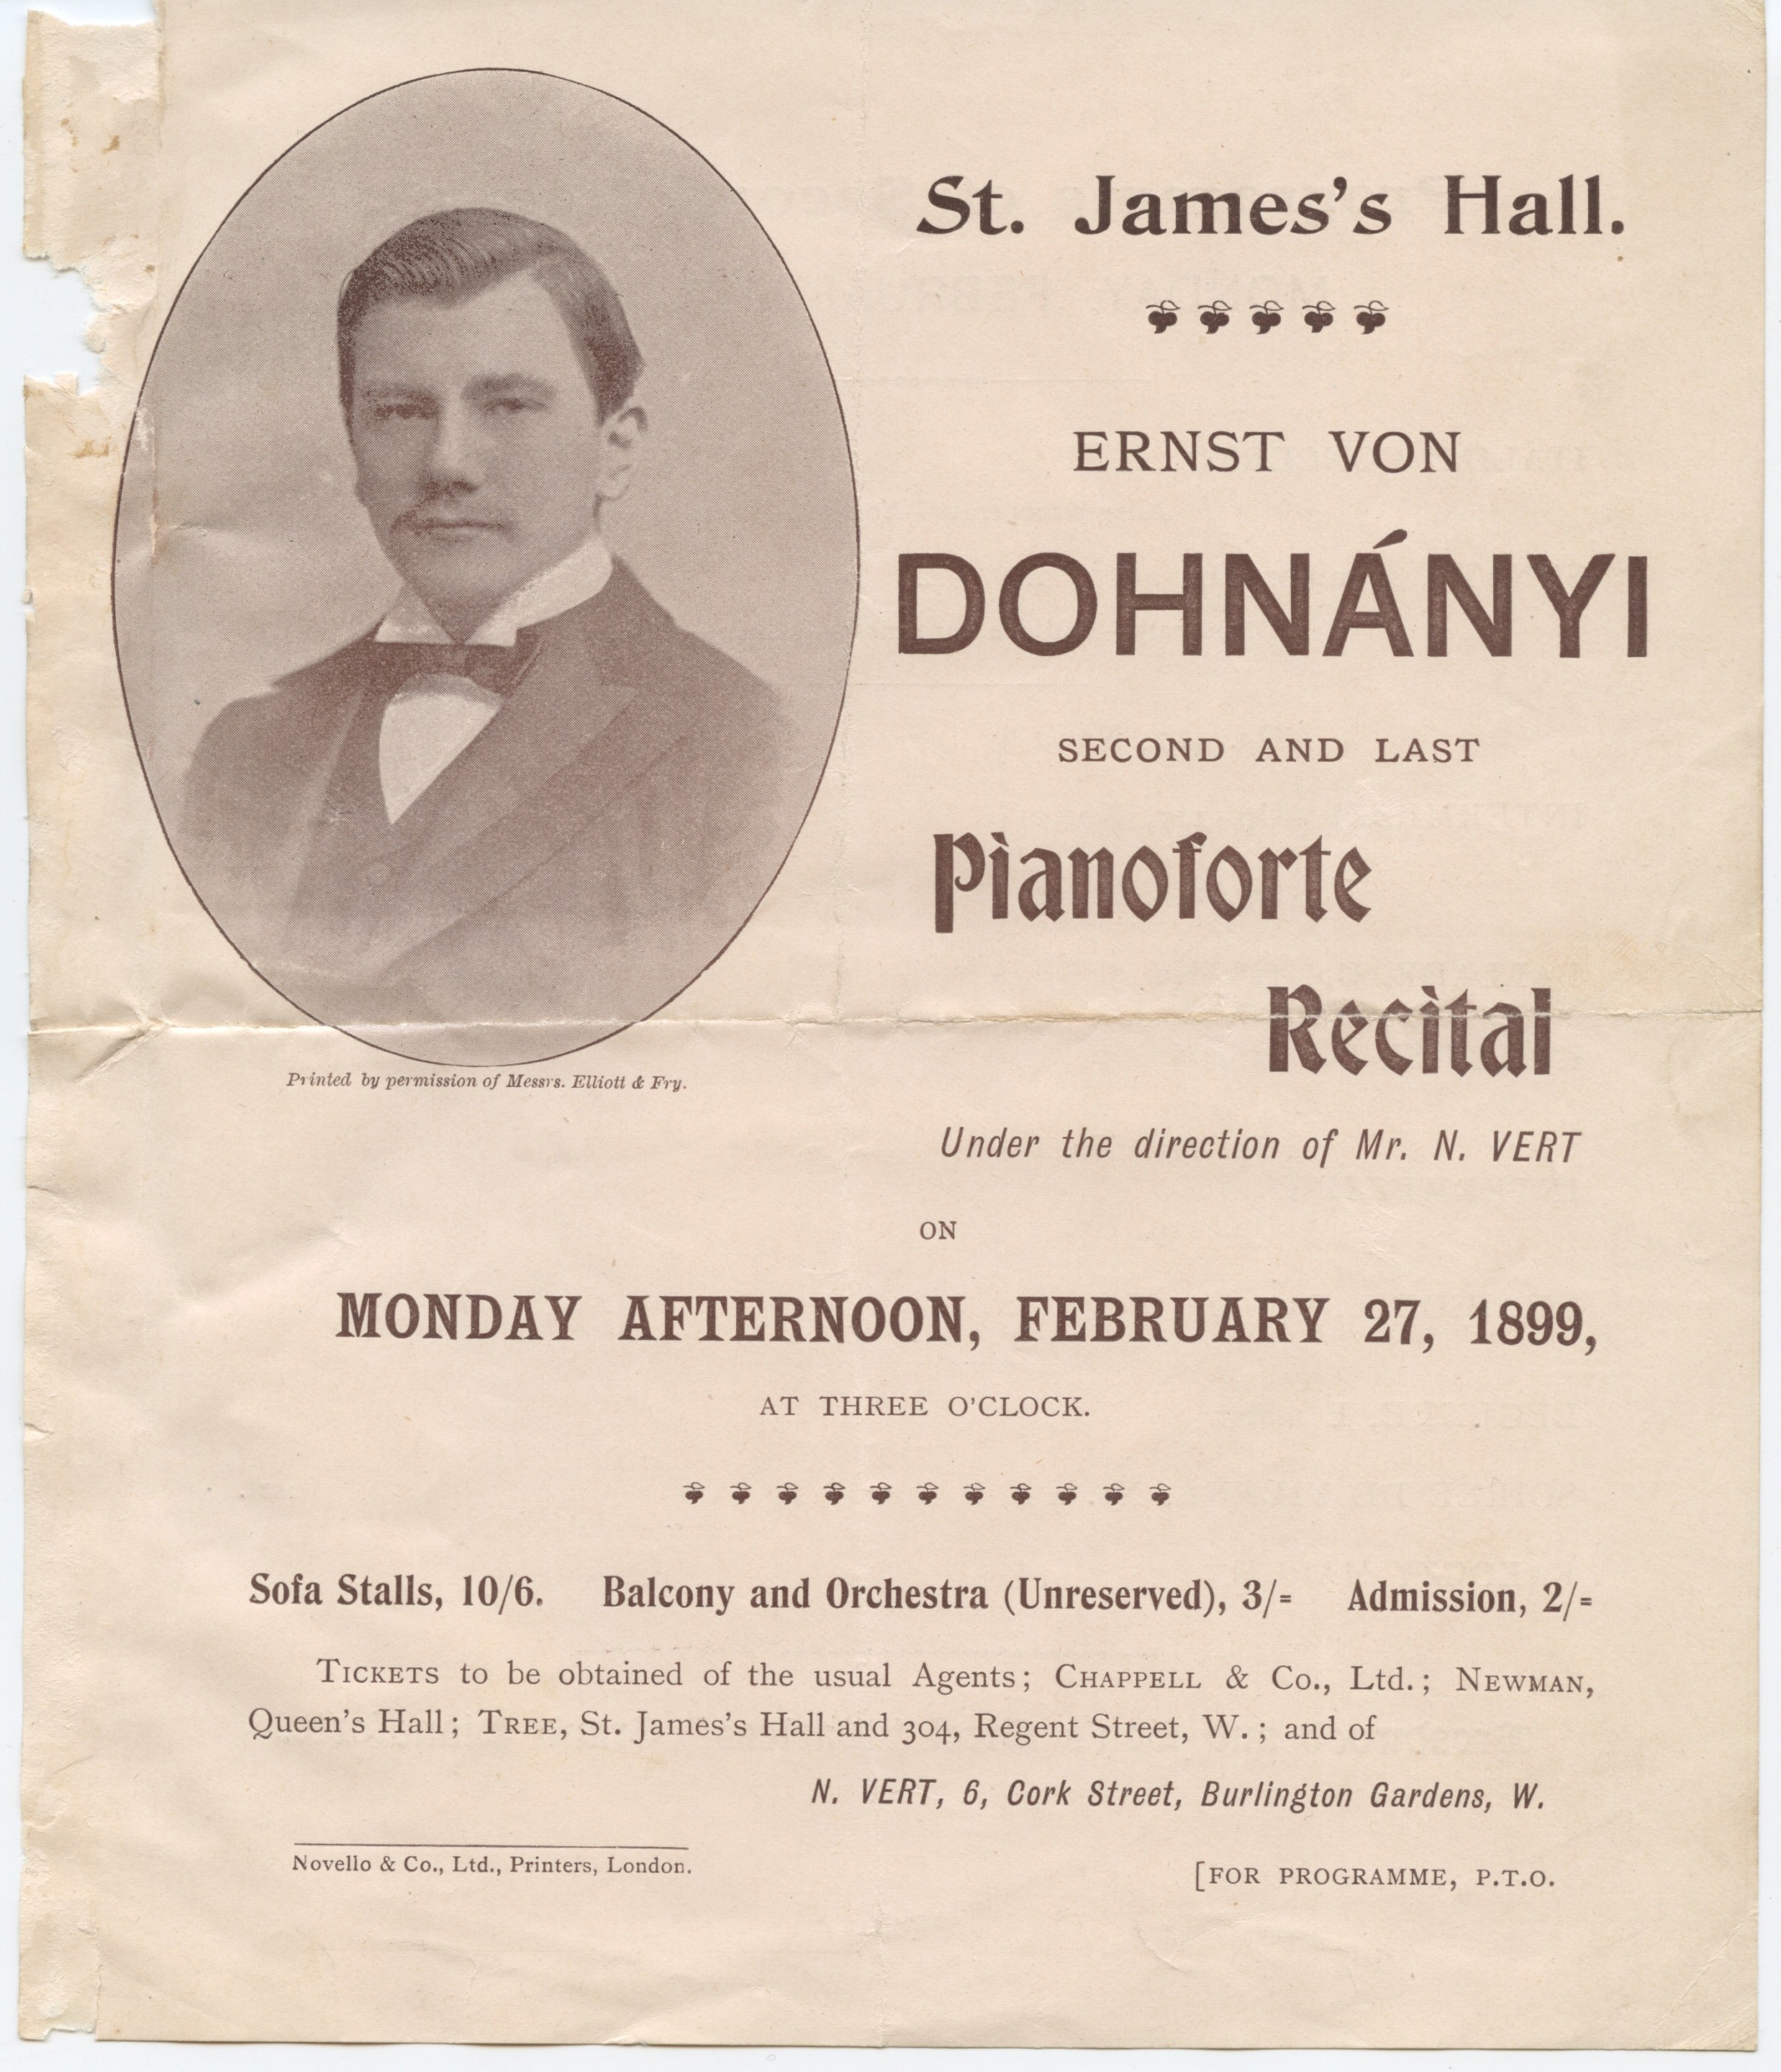 St. James's Hall.
ERNST VON
DOHNÁNYI
SECOND AND LAST
Pianoforte
Recital
Printed by permission of Messrs. Elliott & Fry.
Under the direction of Mr. N. VERT
ON
MONDAY AFTERNOON, FEBRUARY 27, 1899,
AT THREE O'CLOCK.
Sofa Stalls, 10/6. Balcony and Orchestra (Unreserved), 3/= Admission, 2/=
TICKETS to be obtained of the usual Agents; CHAPPELL & Co., Ltd.; NEWMAN,
Queen's Hall; TREE, St. James's Hall and 304, Regent Street, W.; and of
N. VERT, 6, Cork Street, Burlington Gardens, W.
Novello & Co., Ltd., Printers, London.
[FOR PROGRAMME, P.T.O.